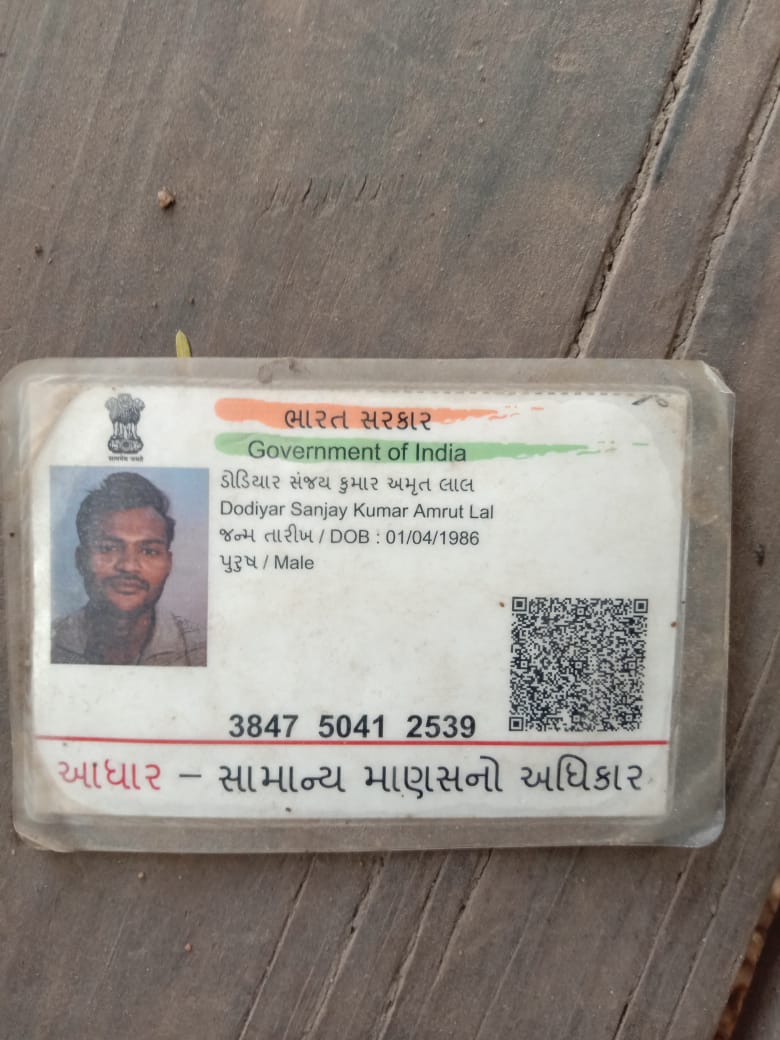 ભારત સરકાર
Government of India
ડોડિયાર સંજય કુમાર અમૃત લાલ
Dodiyar Sanjay Kumar Amrut Lal
જન્મ તારીખ / DOB : 01/04/1986
પુરુષ / Male
3847 5041 2539
આધાર – સામાન્ય માણસનો અધિકાર